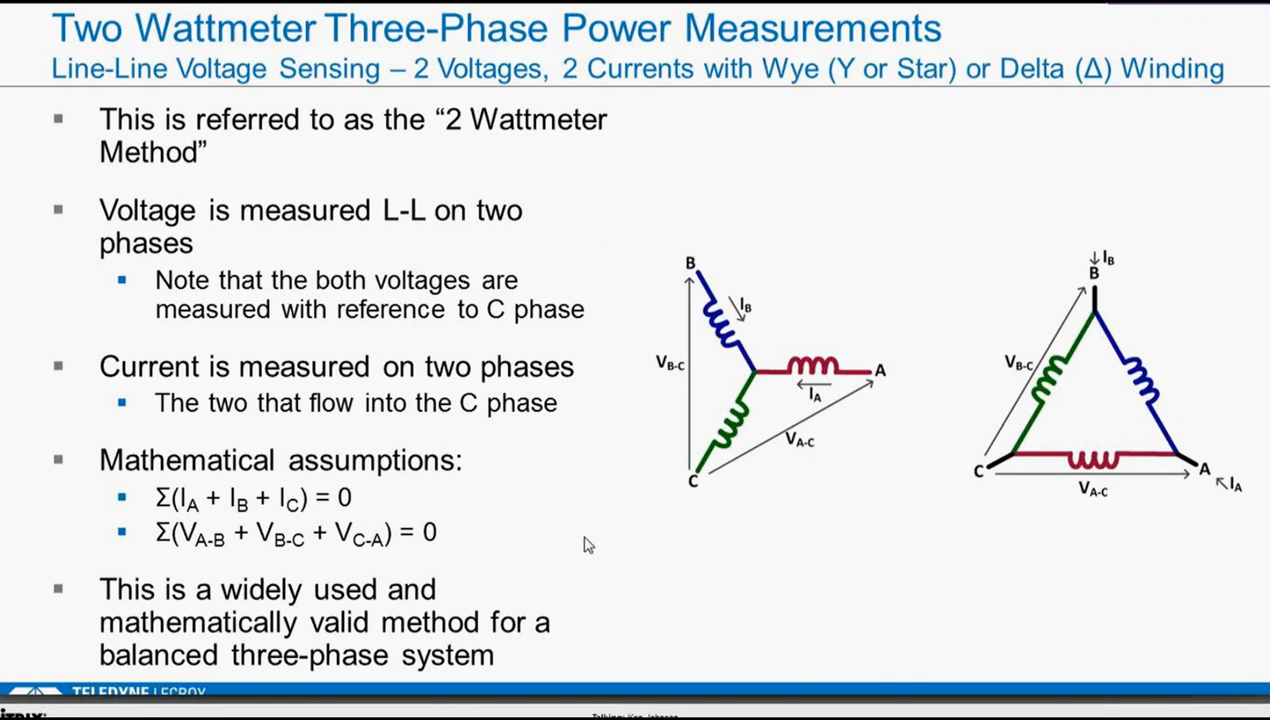 Two Wattmeter Three-Phase Power Measurements
Line-Line Voltage Sensing – 2 Voltages, 2 Currents with Wye (Y or Star) or Delta (Δ) Winding
This is referred to as the “2 Wattmeter
Method”
Voltage is measured L-L on two
phases
Note that the both voltages are
measured with reference to C phase
Current is measured on two phases
The two that flow into the C phase
Mathematical assumptions:
Σ(IA + IB + IC) = 0
Σ(VA-B + VB-C + VC-A) = 0
This is a widely used and
mathematically valid method for a
balanced three-phase system
B
IB
VB-C
A
IA
VA-C
C
IB
B
VB-C
C
A
IA
VA-C
TELEDYNE LECROY